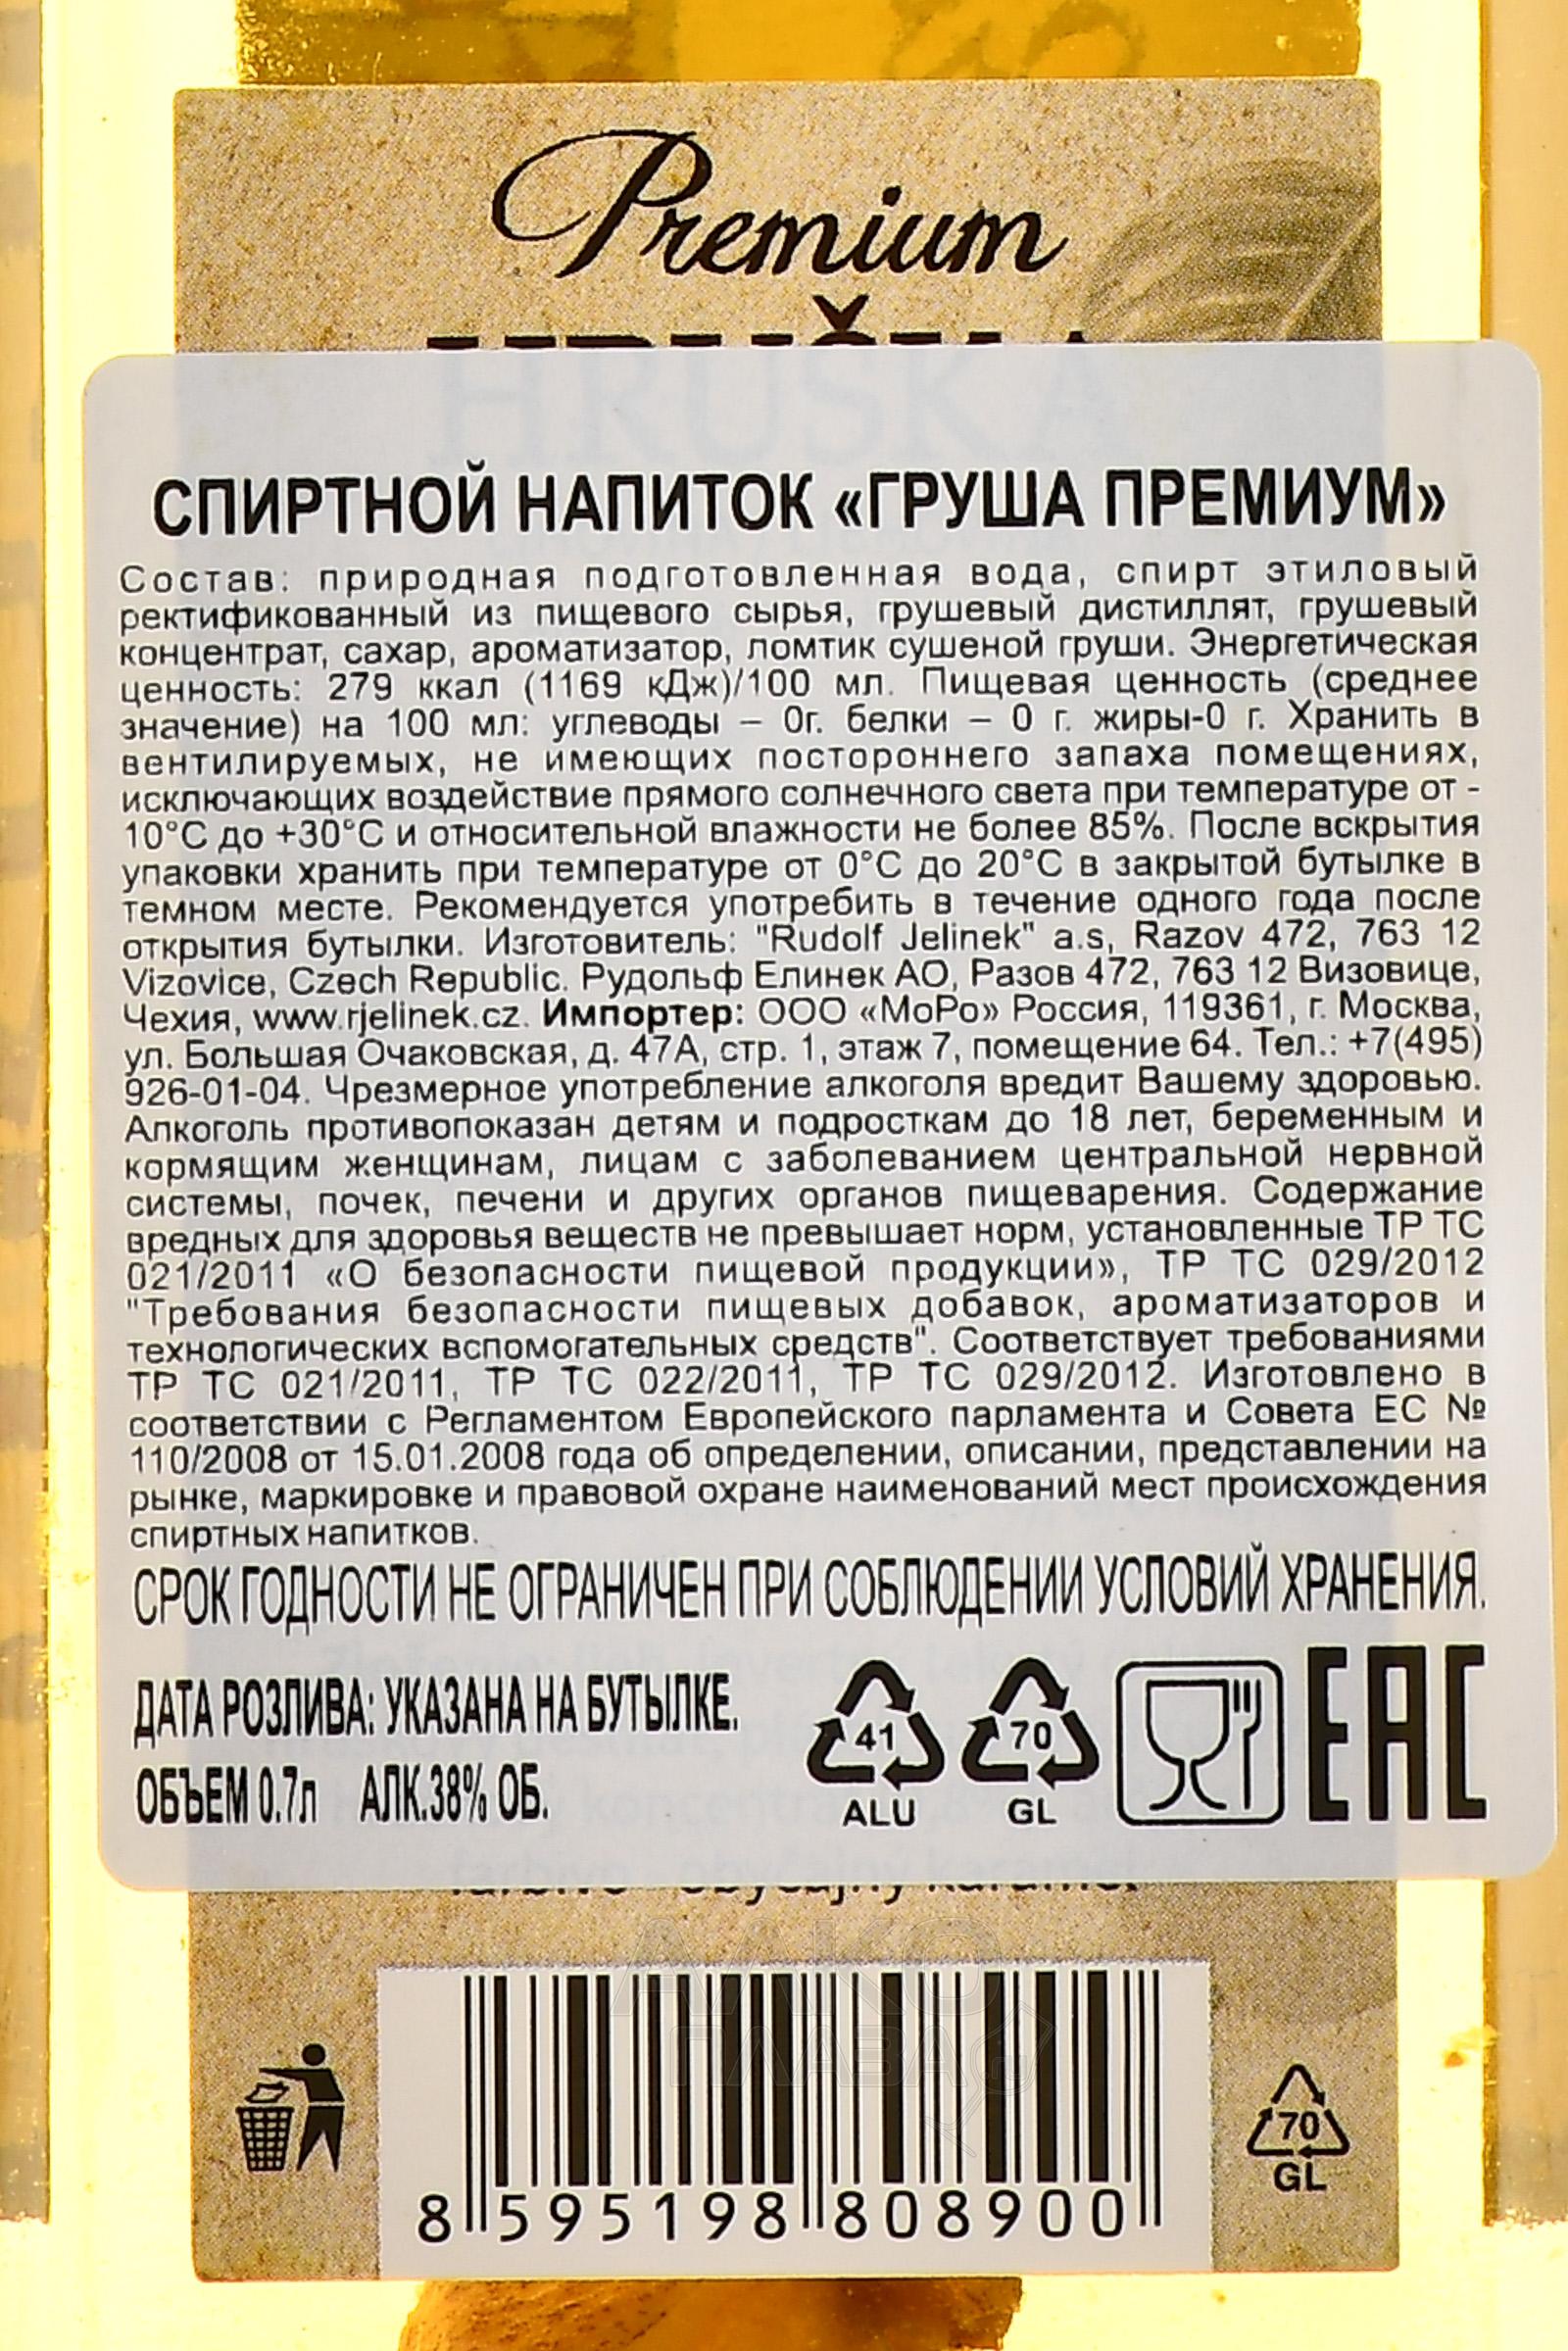 Premium
HRUŠKA
СПИРТНОЙ НАПИТОК «ГРУША ПРЕМИУМ»
Состав: природная подготовленная вода, спирт этиловый
ректификованный из пищевого сырья, грушевый дистиллят, грушевый
концентрат, сахар, ароматизатор, ломтик сушеной груши. Энергетическая
ценность: 279 ккал (1169 кДж)/100 мл. Пищевая ценность (среднее
значение) на 100 мл: углеводы – 0г. белки – 0 г. жиры-0 г. Хранить в
вентилируемых, не имеющих постороннего запаха помещениях,
исключающих воздействие прямого солнечного света при температуре от -
10°С до +30°С и относительной влажности не более 85%. После вскрытия
упаковки хранить при температуре от 0°С до 20°С в закрытой бутылке в
темном месте. Рекомендуется употребить в течение одного года после
открытия бутылки. Изготовитель: "Rudolf Jelinek" a.s, Razov 472, 763 12
Vizovice, Czech Republic. Рудольф Елинек АО, Разов 472, 763 12 Визовице,
Чехия, www.rjelinek.cz. Импортер: ООО «МоРо» Россия, 119361, г. Москва,
ул. Большая Очаковская, д. 47А, стр. 1, этаж 7, помещение 64. Тел.: +7(495)
926-01-04. Чрезмерное употребление алкоголя вредит Вашему здоровью.
Алкоголь противопоказан детям и подросткам до 18 лет, беременным и
кормящим женщинам, лицам с заболеванием центральной нервной
системы, почек, печени и других органов пищеварения. Содержание
вредных для здоровья веществ не превышает норм, установленные ТР ТС
021/2011 «О безопасности пищевой продукции», ТР ТС 029/2012
"Требования безопасности пищевых добавок, ароматизаторов и
технологических вспомогательных средств". Соответствует требованиями
ТР ТС 021/2011, ТР ТС 022/2011, ТР ТС 029/2012. Изготовлено в
соответствии с Регламентом Европейского парламента и Совета ЕС №
110/2008 от 15.01.2008 года об определении, описании, представлении на
рынке, маркировке и правовой охране наименований мест происхождения
спиртных напитков.
СРОК ГОДНОСТИ НЕ ОГРАНИЧЕН ПРИ СОБЛЮДЕНИИ УСЛОВИЙ ХРАНЕНИЯ.
ДАТА РОЗЛИВА: УКАЗАНА НА БУТЫЛКЕ.
ОБЪЕМ 0.7л АЛК.38% ОБ.
41
ALU
70
GL
EAC
АЛКО
ПЛАВА
8 595198 808900
70
GL